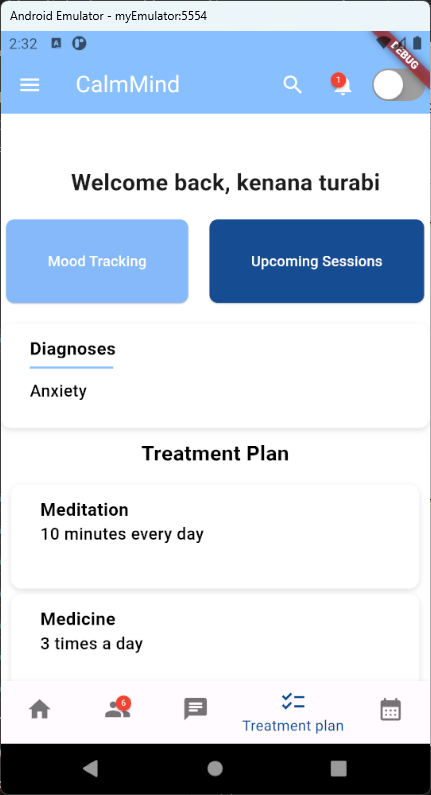 Android Emulator - myEmulator:5554
2:32
A
DEBUG
CalmMind
1
Welcome back, kenana turabi
Mood Tracking
Upcoming Sessions
Diagnoses
Anxiety
Treatment Plan
Meditation
10 minutes every day
Medicine
3 times a day
6
Treatment plan